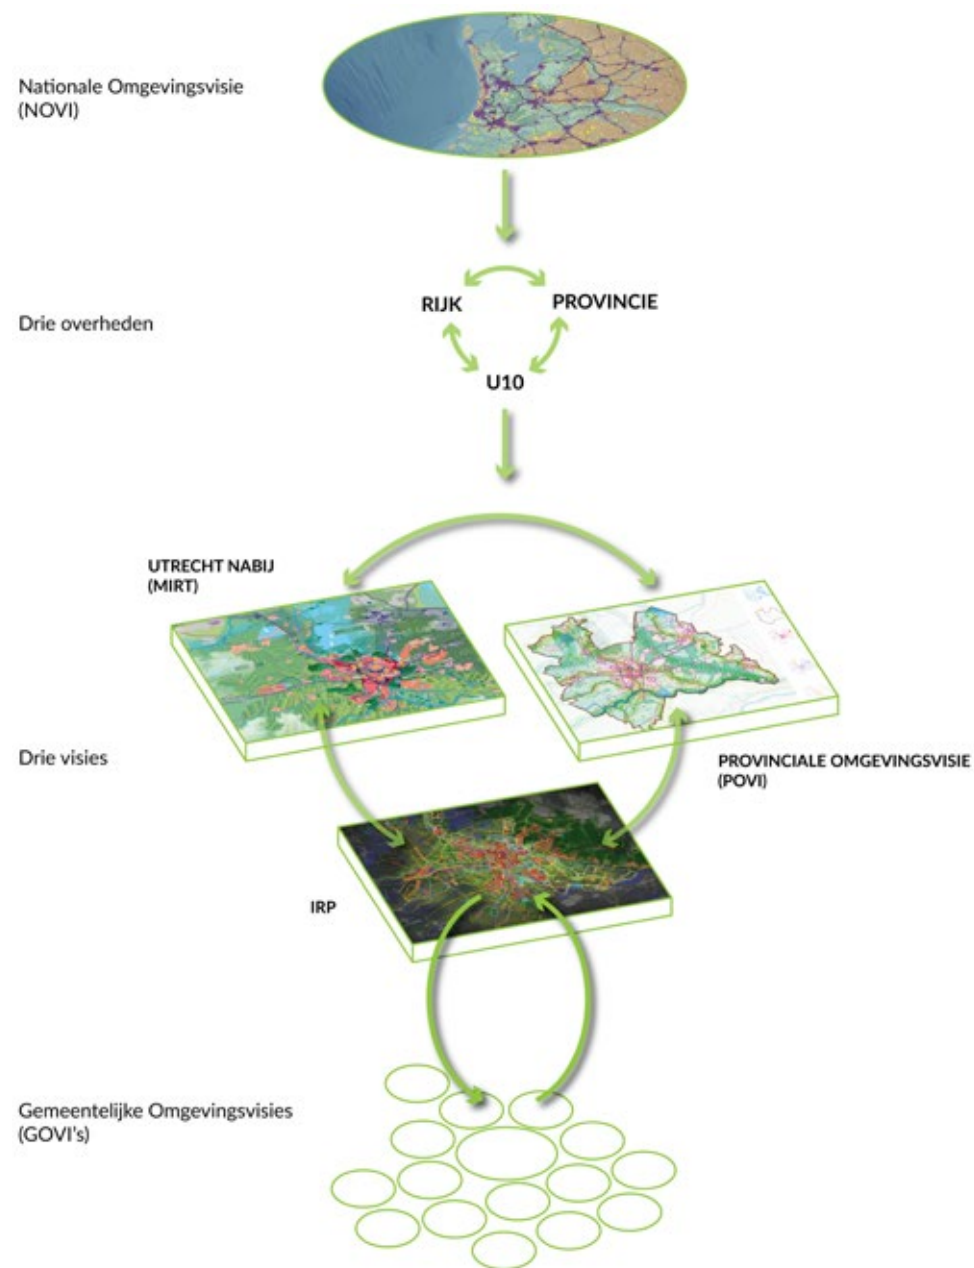 Nationale Omgevingsvisie
(NOVI)
RIJK
PROVINCIE
Drie overheden
U10
UTRECHT NABIJ
(MIRT)
Drie visies
PROVINCIALE OMGEVINGSVISIE
(POVI)
IRP
Gemeentelijke Omgevingsvisies
(GOVI's)